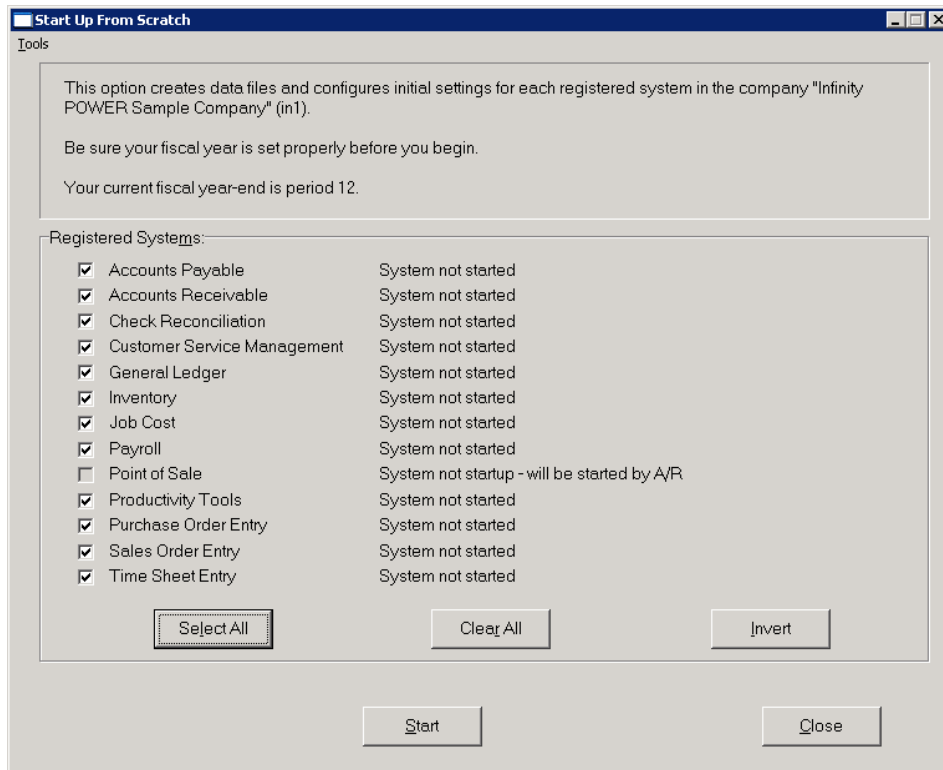 Start Up From Scratch
Tools
This option creates data files and configures initial settings for each registered system in the company "Infinity
POWER Sample Company" (in1).
Be sure your fiscal year is set properly before you begin.
Your current fiscal year-end is period 12.
Registered Systems:
Accounts Payable System not started
Accounts Receivable System not started
Check Reconciliation System not started
Customer Service Management System not started
General Ledger System not started
Inventory System not started
Job Cost System not started
Payroll System not started
Point of Sale System not startup - will be started by A/R
Productivity Tools System not started
Purchase Order Entry System not started
Sales Order Entry System not started
Time Sheet Entry System not started
Select All Clear All Invert
Start Close